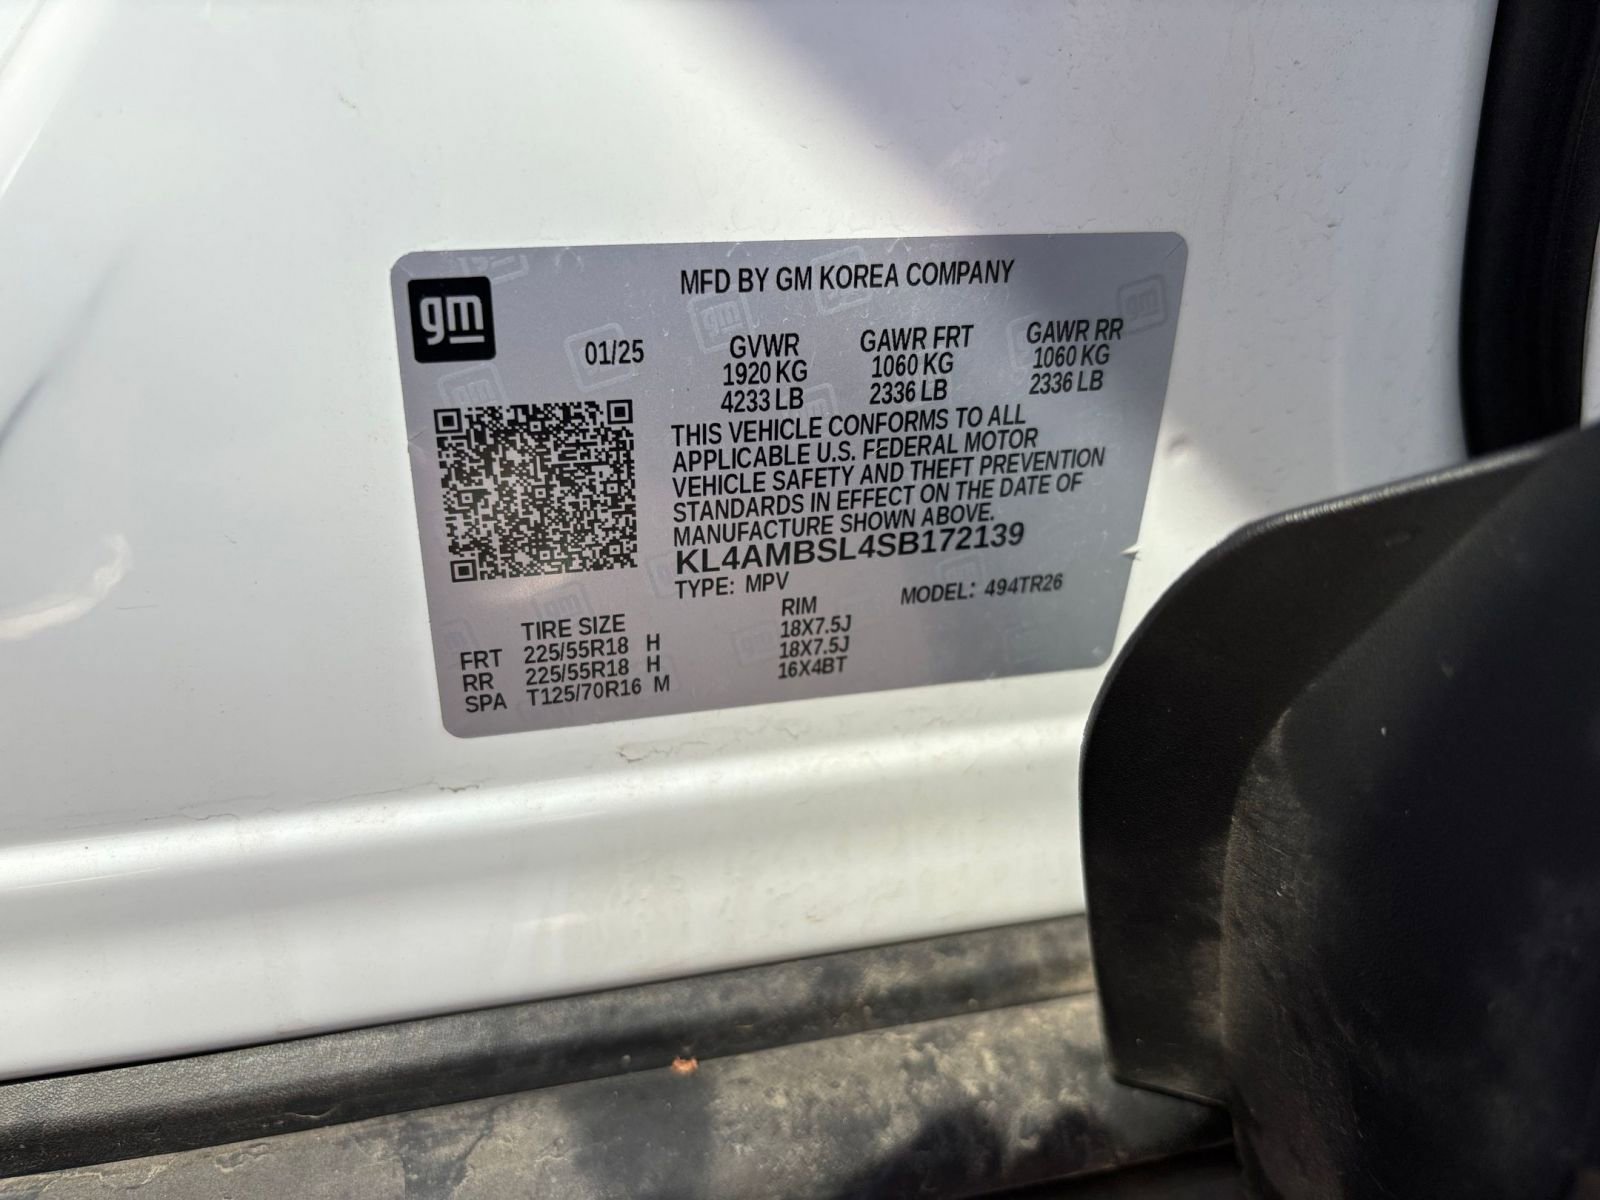 gm
MFD BY GM KOREA COMPANY
01/25
GVWR GAWR FRT GAWR RR
1920 KG 1060 KG 1060 KG
4233 LB 2336 LB 2336 LB
THIS VEHICLE CONFORMS TO ALL
APPLICABLE U.S. FEDERAL MOTOR
VEHICLE SAFETY AND THEFT PREVENTION
STANDARDS IN EFFECT ON THE DATE OF
MANUFACTURE SHOWN ABOVE.
KL4AMBSL4SB172139
TYPE: MPV MODEL: 494TR26
TIRE SIZE RIM
FRT 225/55R18 H 18X7.5J
RR 225/55R18 H 18X7.5J
SPA T125/70R16 M 16X4BT